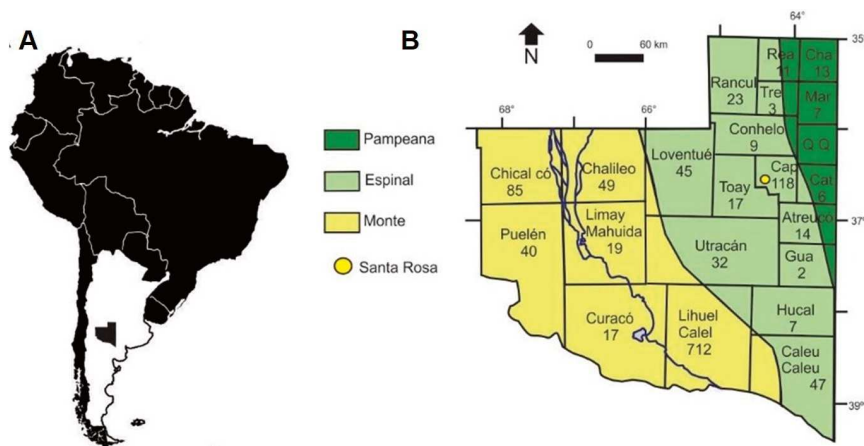 A
B
N
0 60 km
64°
35°
68°
66°
37°
39°
Pampeana
Espinal
Monte
Santa Rosa
Rancul
23
Rea
11
Cha
13
Tre
3
Mar
7
Conhelo
9
Q Q
Chical có
85
Chalileo
49
Loventué
45
Toay
17
Cap
118
Cat
6
Puelén
40
Limay
Mahuida
19
Utracán
32
Atreucó
14
Gua
2
Curacó
17
Lihuel
Calel
712
Hucal
7
Caleu
Caleu
47